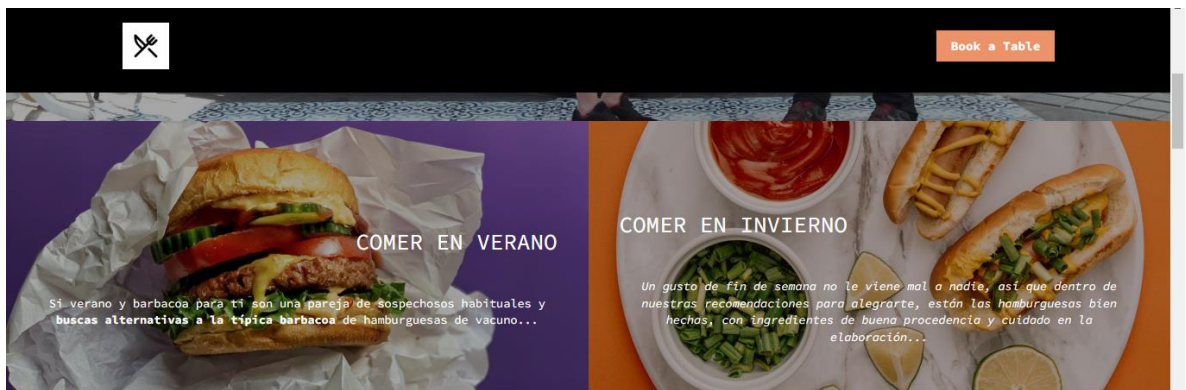 Book a Table
COMER EN VERANO
Si verano y barbacoa para ti son una pareja de sospechosos habituales y
buscas alternativas a la típica barbacoa de hamburguesas de vacuno...
COMER EN INVIERNO
Un gusto de fin de semana no le viene mal a nadie, así que dentro de
nuestras recomendaciones para alegrarte, están las hamburguesas bien
hechas, con ingredientes de buena procedencia y cuidado en la
elaboración...